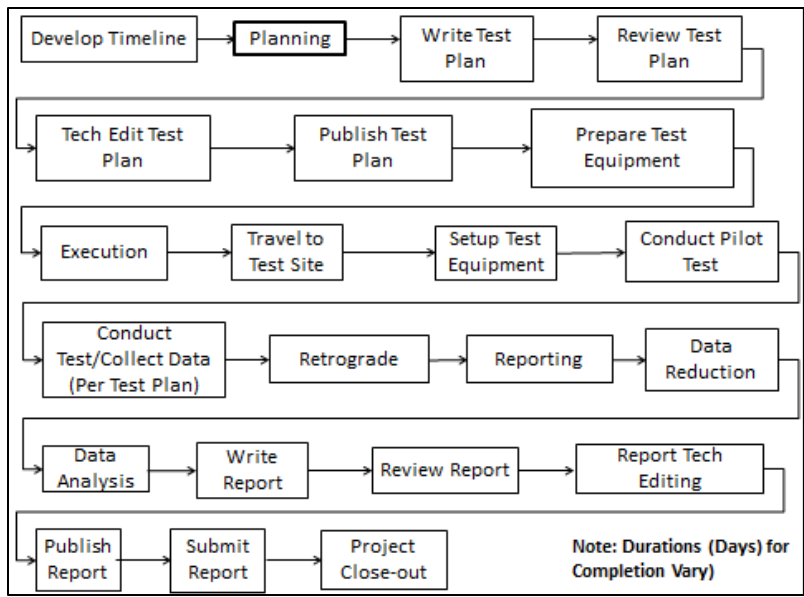 Develop Timeline
Planning
Write Test
Plan
Review Test
Plan
Tech Edit Test
Plan
Publish Test
Plan
Prepare Test
Equipment
Execution
Travel to
Test Site
Setup Test
Equipment
Conduct Pilot
Test
Conduct
Test/Collect Data
(Per Test Plan)
Retrograde
Reporting
Data
Reduction
Data
Analysis
Write
Report
Review Report
Report Tech
Editing
Publish
Report
Submit
Report
Project
Close-out
Note: Durations (Days) for
Completion Vary)